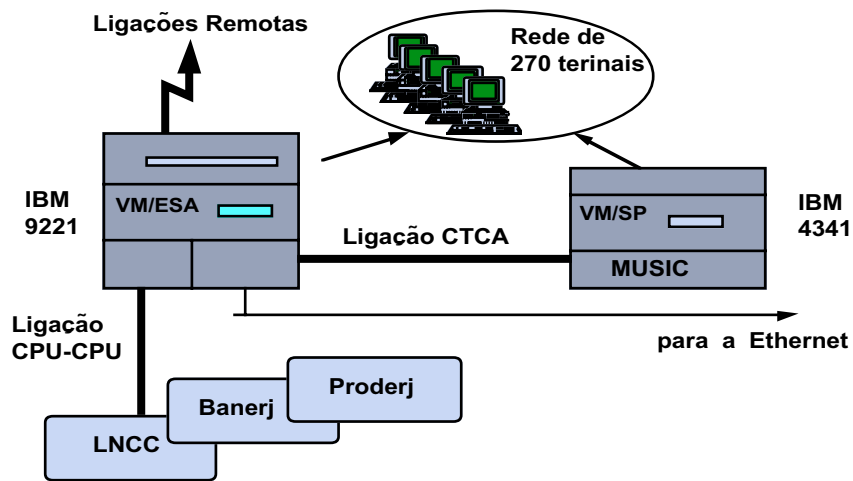 Ligações Remotas
Rede de
270 terinais
IBM
9221
VM/ESA
VM/SP
IBM
4341
Ligação CTCA
MUSIC
Ligação
CPU-CPU
para a Ethernet
Proderj
Banerj
LNCC